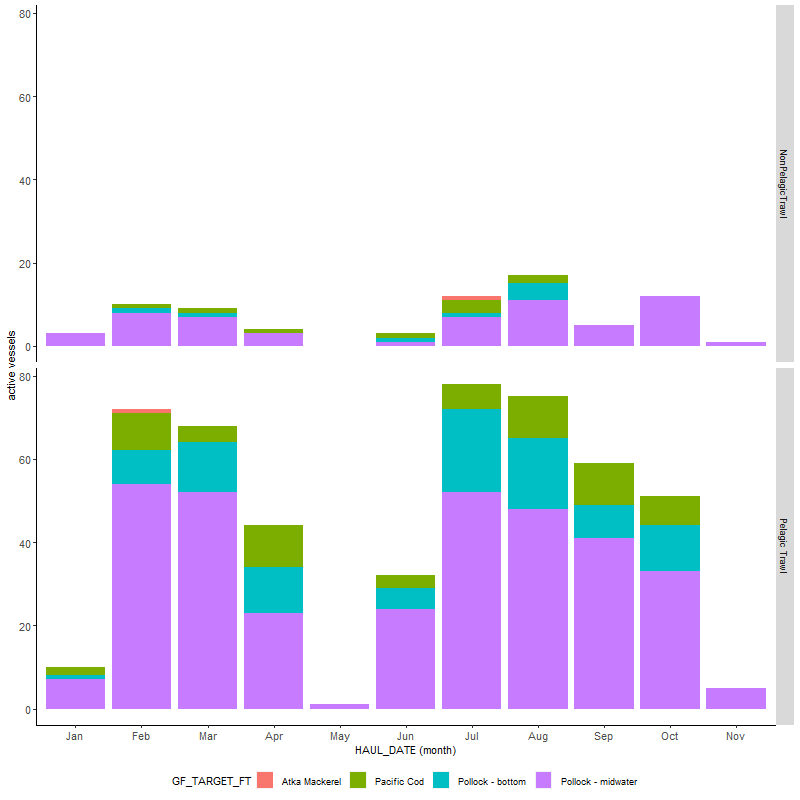 80
60
40
20
0
NonPelagicTrawl
active vessels
80
60
40
20
0
Pelagic Trawl
Jan Feb Mar Apr May Jun Jul Aug Sep Oct Nov
HAUL_DATE (month)
GF_TARGET_FT Atka Mackerel Pacific Cod Pollock - bottom Pollock - midwater